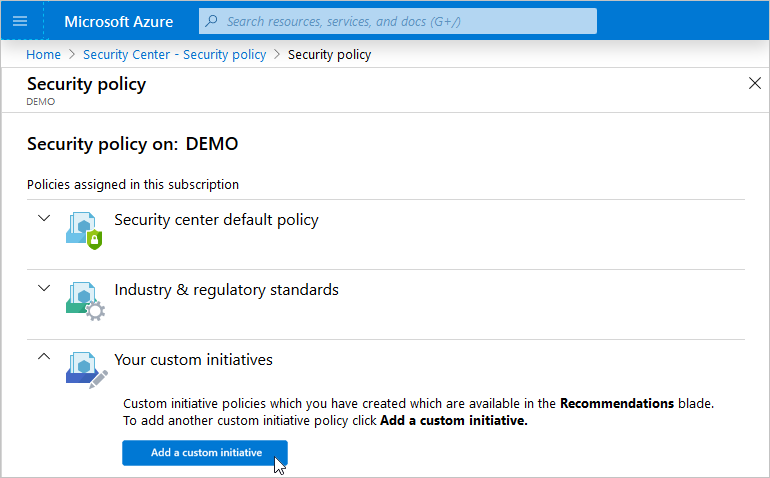 Microsoft Azure
Search resources, services, and docs (G+/)
Home > Security Center - Security policy > Security policy
Security policy
DEMO
Security policy on: DEMO
Policies assigned in this subscription
Security center default policy
Industry & regulatory standards
Your custom initiatives
Custom initiative policies which you have created which are available in the Recommendations blade.
To add another custom initiative policy click Add a custom initiative.
Add a custom initiative